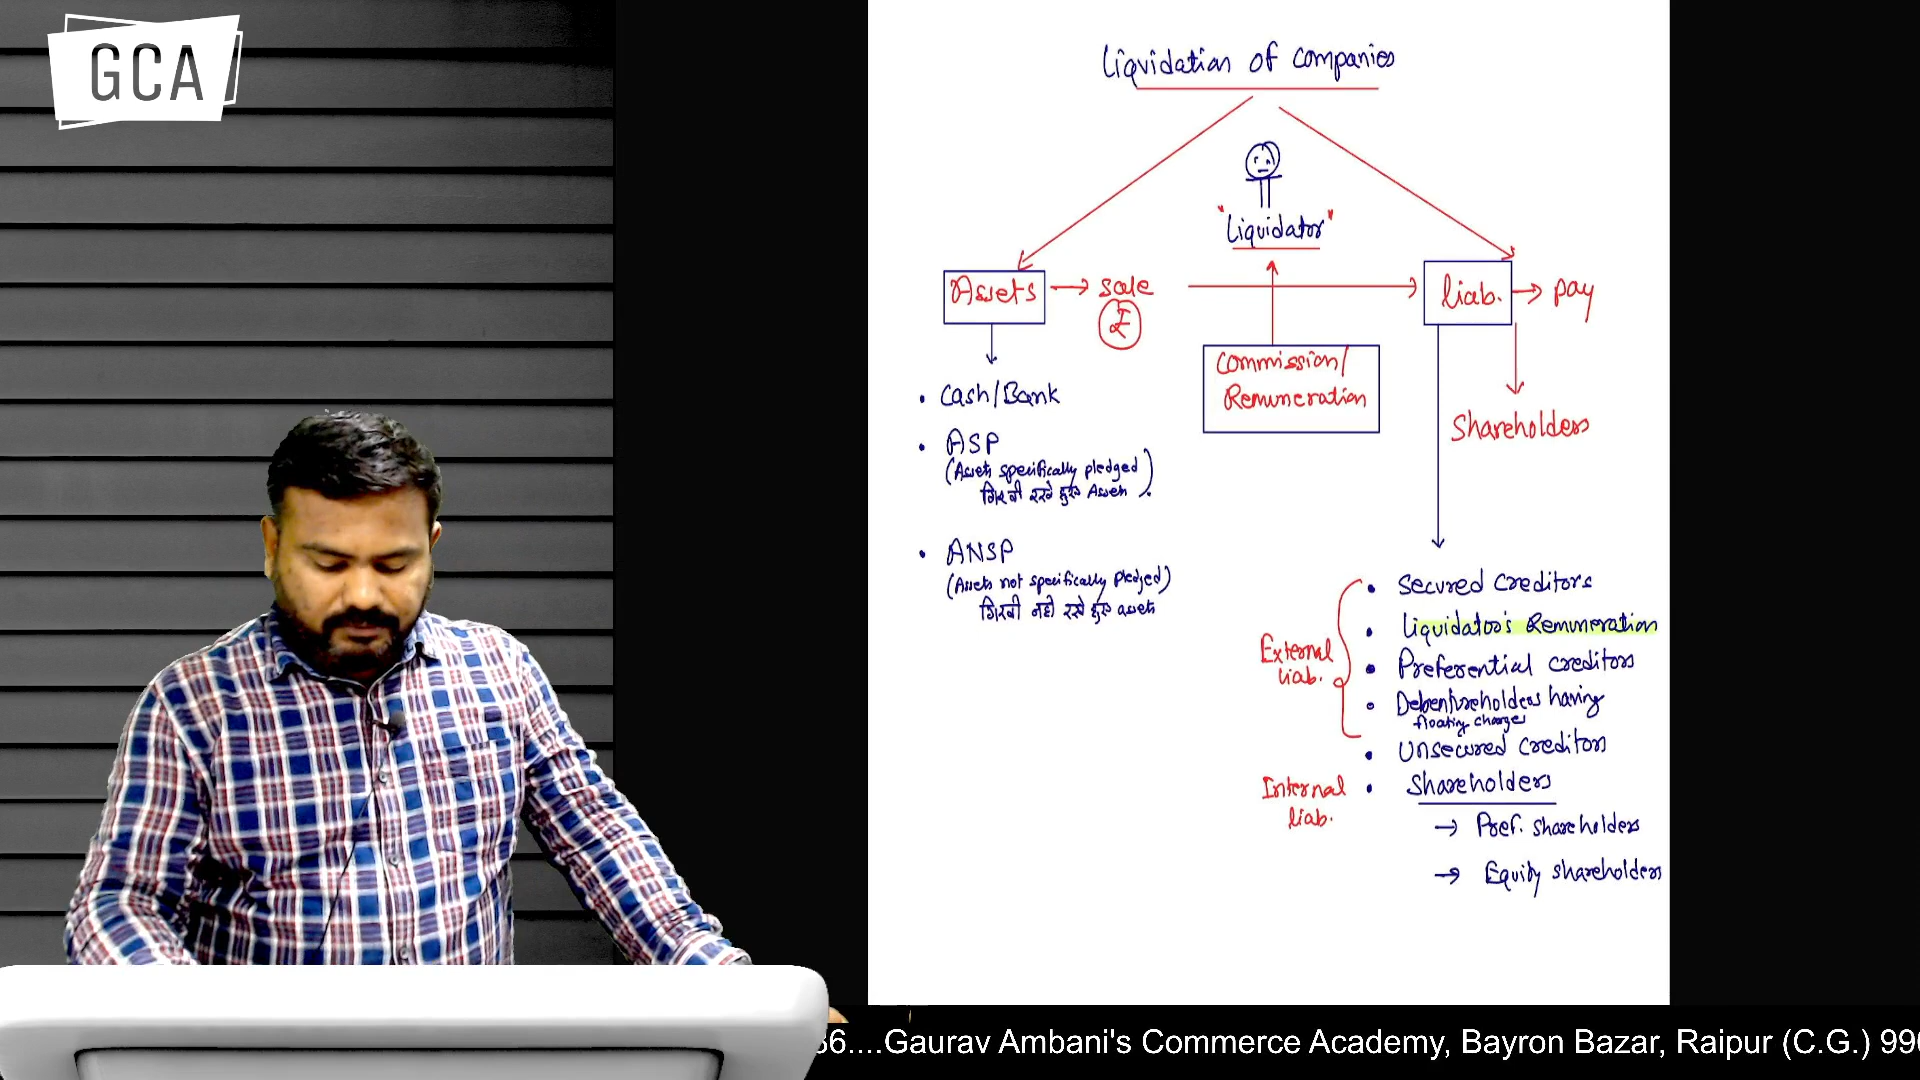 GCA
Liquidation of companies
"Liquidator"
Assets → sale
₹
liab. → pay
Commission/
Remuneration
Shareholders
• Cash/Bank
• ASP
(Assets specifically pledged)
गिरवी रखे हुए Assets
• ANSP
(Assets not specifically pledged)
गिरवी नही रखे हुए assets
External
liab.
• Secured Creditors
• Liquidator's Remuneration
• Preferential creditors
• Debentureholders having
floating charges
• Unsecured Creditors
Internal
liab.
• Shareholders
→ Pref. shareholders
→ Equity shareholders
36....Gaurav Ambani's Commerce Academy, Bayron Bazar, Raipur (C.G.) 990